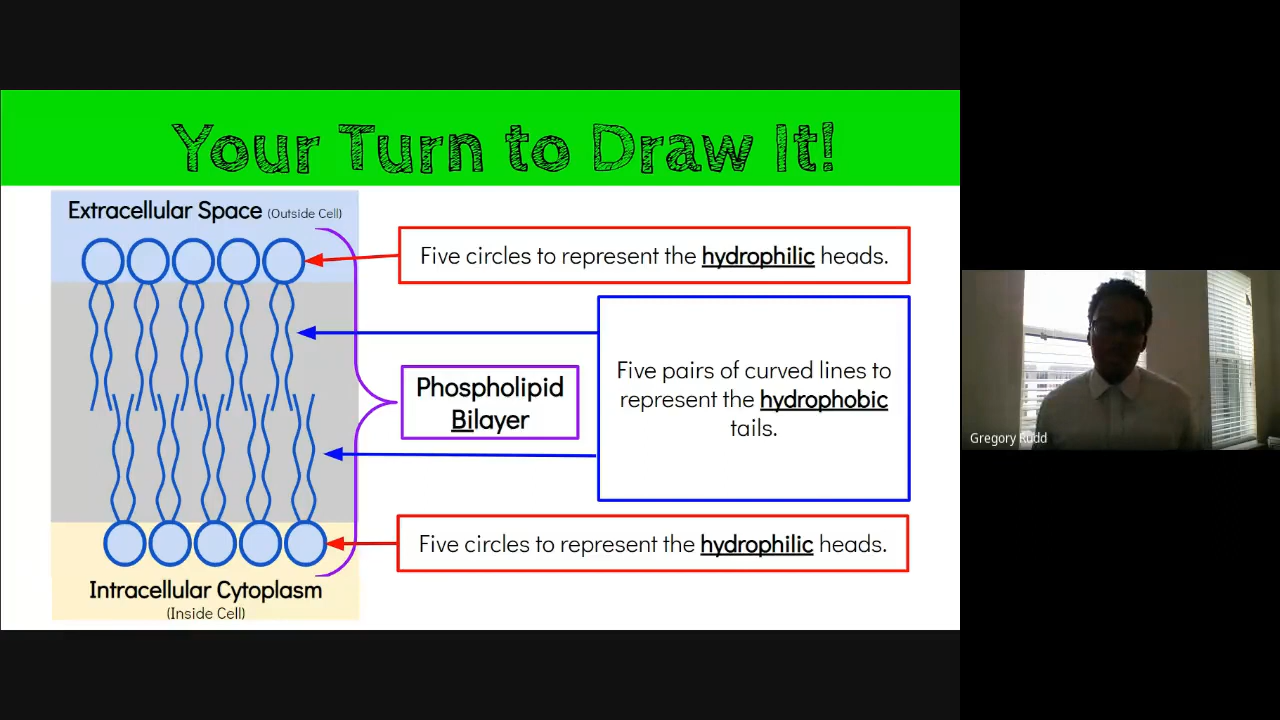 Your Turn to Draw It!
Extracellular Space (Outside Cell)
Five circles to represent the hydrophilic heads.
Five pairs of curved lines to
represent the hydrophobic
tails.
Phospholipid
Bilayer
Five circles to represent the hydrophilic heads.
Intracellular Cytoplasm
(Inside Cell)
Gregory Rudd